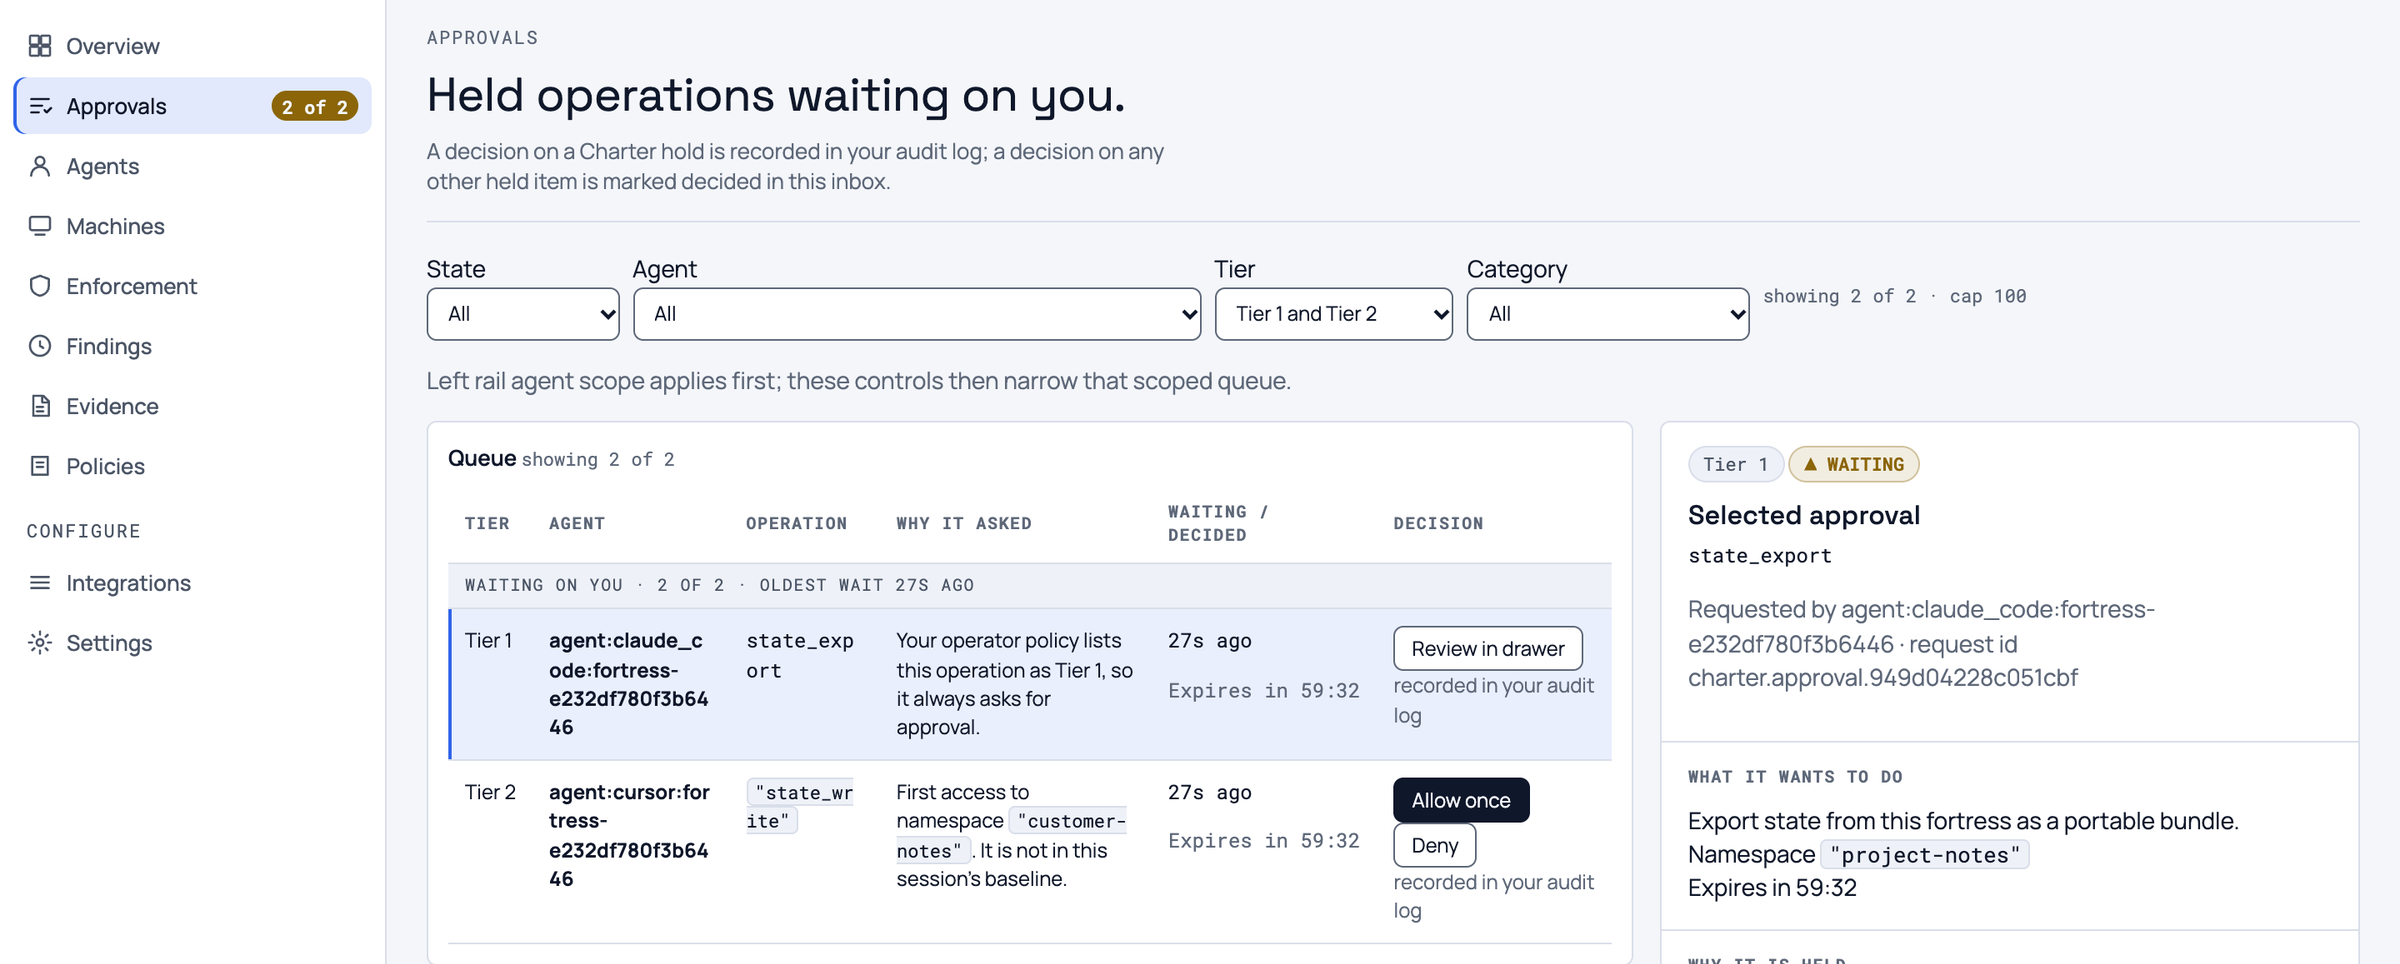 Overview
Approvals
2 of 2
Agents
Machines
Enforcement
Findings
Evidence
Policies
CONFIGURE
Integrations
Settings
APPROVALS
Held operations waiting on you.
A decision on a Charter hold is recorded in your audit log; a decision on any
other held item is marked decided in this inbox.
State
All
Agent
All
Tier
Tier 1 and Tier 2
Category
All
showing 2 of 2 · cap 100
Left rail agent scope applies first; these controls then narrow that scoped queue.
Queue showing 2 of 2
TIER
AGENT
OPERATION
WHY IT ASKED
WAITING /
DECIDED
DECISION
WAITING ON YOU · 2 OF 2 · OLDEST WAIT 27S AGO
Tier 1
agent:claude_c
ode:fortress-
e232df780f3b64
46
state_exp
ort
Your operator policy lists
this operation as Tier 1, so
it always asks for
approval.
27s ago
Expires in 59:32
Review in drawer
recorded in your audit
log
Tier 2
agent:cursor:for
tress-
e232df780f3b64
46
"state_wr
ite"
First access to
namespace "customer-
notes" . It is not in this
session's baseline.
27s ago
Expires in 59:32
Allow once
Deny
recorded in your audit
log
Tier 1
▲ WAITING
Selected approval
state_export
Requested by agent:claude_code:fortress-
e232df780f3b6446 · request id
charter.approval.949d04228c051cbf
WHAT IT WANTS TO DO
Export state from this fortress as a portable bundle.
Namespace "project-notes"
Expires in 59:32
WHY IT IS HELD